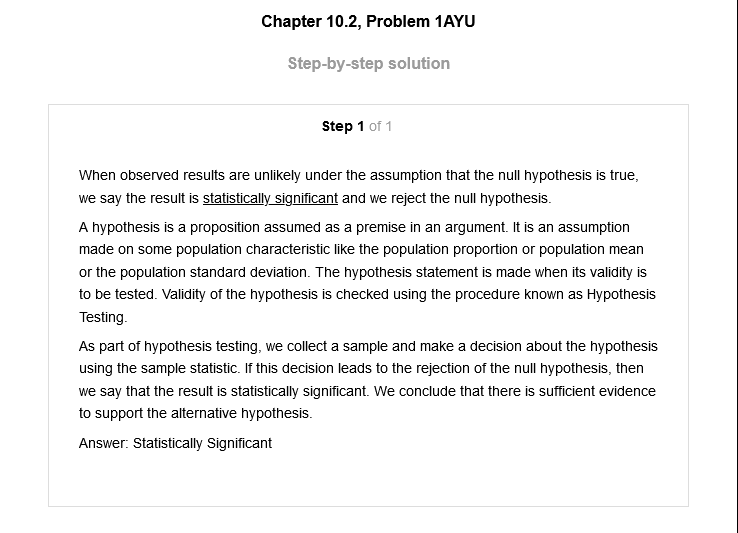 Chapter 10.2, Problem 1AYU
Step-by-step solution
Step 1 of 1
When observed results are unlikely under the assumption that the null hypothesis is true,
we say the result is statistically significant and we reject the null hypothesis.
A hypothesis is a proposition assumed as a premise in an argument. It is an assumption
made on some population characteristic like the population proportion or population mean
or the population standard deviation. The hypothesis statement is made when its validity is
to be tested. Validity of the hypothesis is checked using the procedure known as Hypothesis
Testing.
As part of hypothesis testing, we collect a sample and make a decision about the hypothesis
using the sample statistic. If this decision leads to the rejection of the null hypothesis, then
we say that the result is statistically significant. We conclude that there is sufficient evidence
to support the alternative hypothesis.
Answer: Statistically Significant